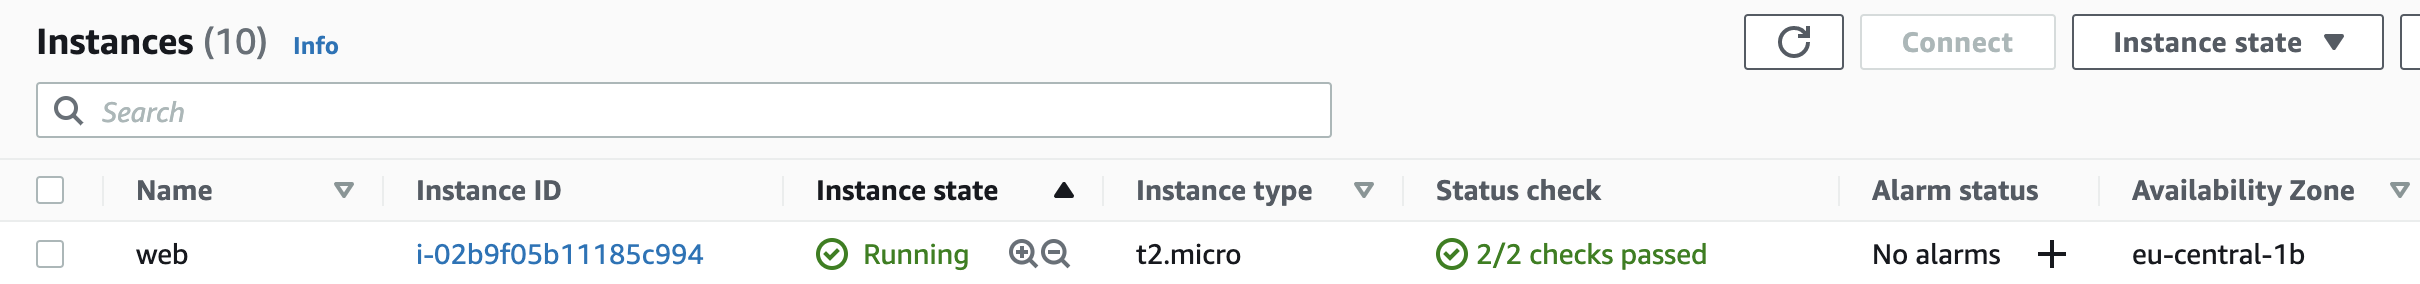 Instances (10) Info Connect Instance state
Search
Name Instance ID Instance state Instance type Status check Alarm status Availability Zone
web i-02b9f05b11185c994 Running t2.micro 2/2 checks passed No alarms + eu-central-1b